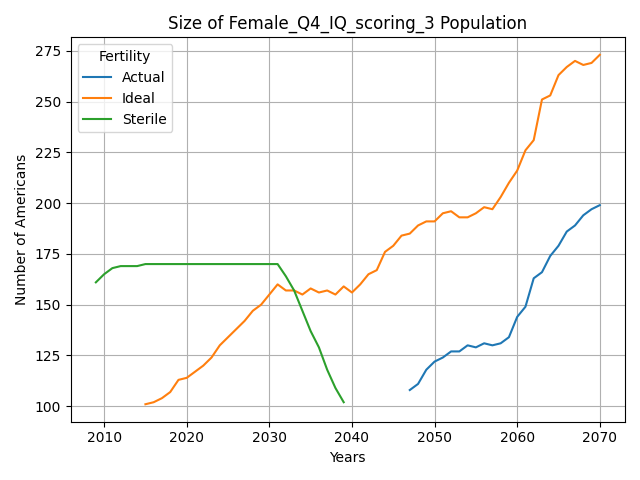 Size of Female_Q4_IQ_scoring_3 Population
Fertility
Actual
Ideal
Sterile
Number of Americans
275
250
225
200
175
150
125
100
2010 2020 2030 2040 2050 2060 2070
Years